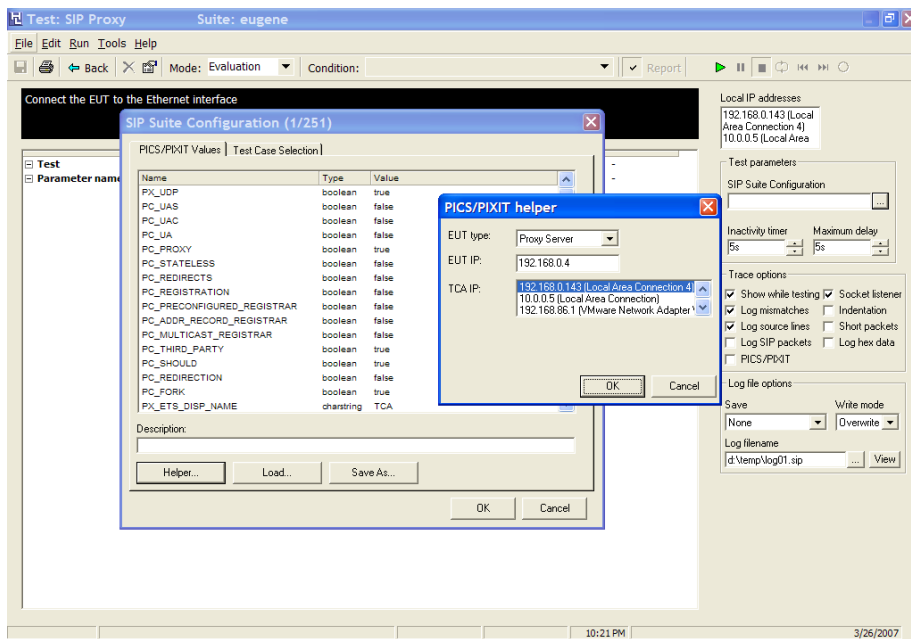 Test: SIP Proxy Suite: eugene
File Edit Run Tools Help
Back Mode: Evaluation Condition: Report
Connect the EUT to the Ethernet interface
Test -
Parameter name -
SIP Suite Configuration (1/251)
PICS/PIXIT Values Test Case Selection
Name Type Value
PX_UDP boolean true
PC_UAS boolean false
PC_UAC boolean false
PC_UA boolean false
PC_PROXY boolean true
PC_STATELESS boolean false
PC_REDIRECTS boolean false
PC_REGISTRATION boolean false
PC_PRECONFIGURED_REGISTRAR boolean false
PC_ADDR_RECORD_REGISTRAR boolean false
PC_MULTICAST_REGISTRAR boolean false
PC_THIRD_PARTY boolean true
PC_SHOULD boolean true
PC_REDIRECTION boolean false
PC_FORK boolean true
PX_ETS_DISP_NAME charstring TCA
Description:
Helper... Load... Save As...
OK Cancel
PICS/PIXIT helper
EUT type: Proxy Server
EUT IP: 192.168.0.4
TCA IP: 192.168.0.143 (Local Area Connection 4)
10.0.0.5 (Local Area Connection)
192.168.86.1 (VMware Network Adapter
OK Cancel
Local IP addresses
192.168.0.143 (Local
Area Connection 4)
10.0.0.5 (Local Area
Test parameters
SIP Suite Configuration
...
Inactivity timer Maximum delay
5s 5s
Trace options
Show while testing Socket listener
Log mismatches Indentation
Log source lines Short packets
Log SIP packets Log hex data
PICS/PIXIT
Log file options
Save Write mode
None Overwrite
Log filename
d:\temp\log01.sip ... View
10:21 PM 3/26/2007